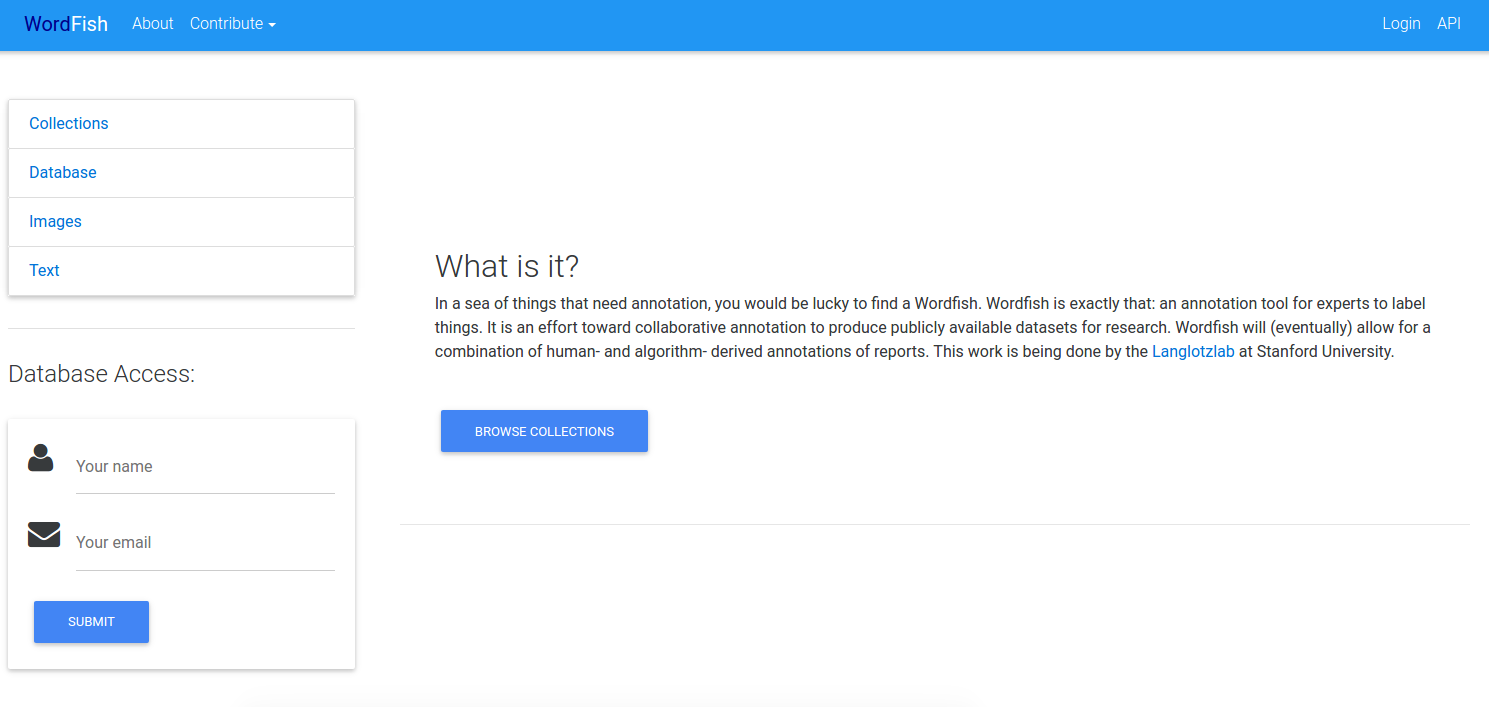 WordFish About Contribute Login API
Collections
Database
Images
Text
Database Access:
Your name
Your email
SUBMIT
What is it?
In a sea of things that need annotation, you would be lucky to find a Wordfish. Wordfish is exactly that: an annotation tool for experts to label
things. It is an effort toward collaborative annotation to produce publicly available datasets for research. Wordfish will (eventually) allow for a
combination of human- and algorithm- derived annotations of reports. This work is being done by the Langlotzlab at Stanford University.
BROWSE COLLECTIONS